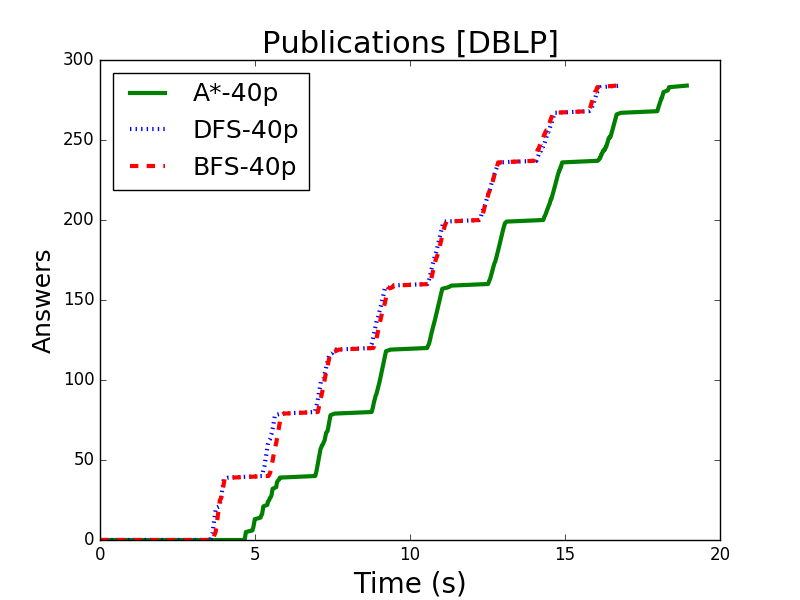 Publications [DBLP]
A*-40p
DFS-40p
BFS-40p
300
250
200
150
100
50
0
Answers
0 5 10 15 20
Time (s)